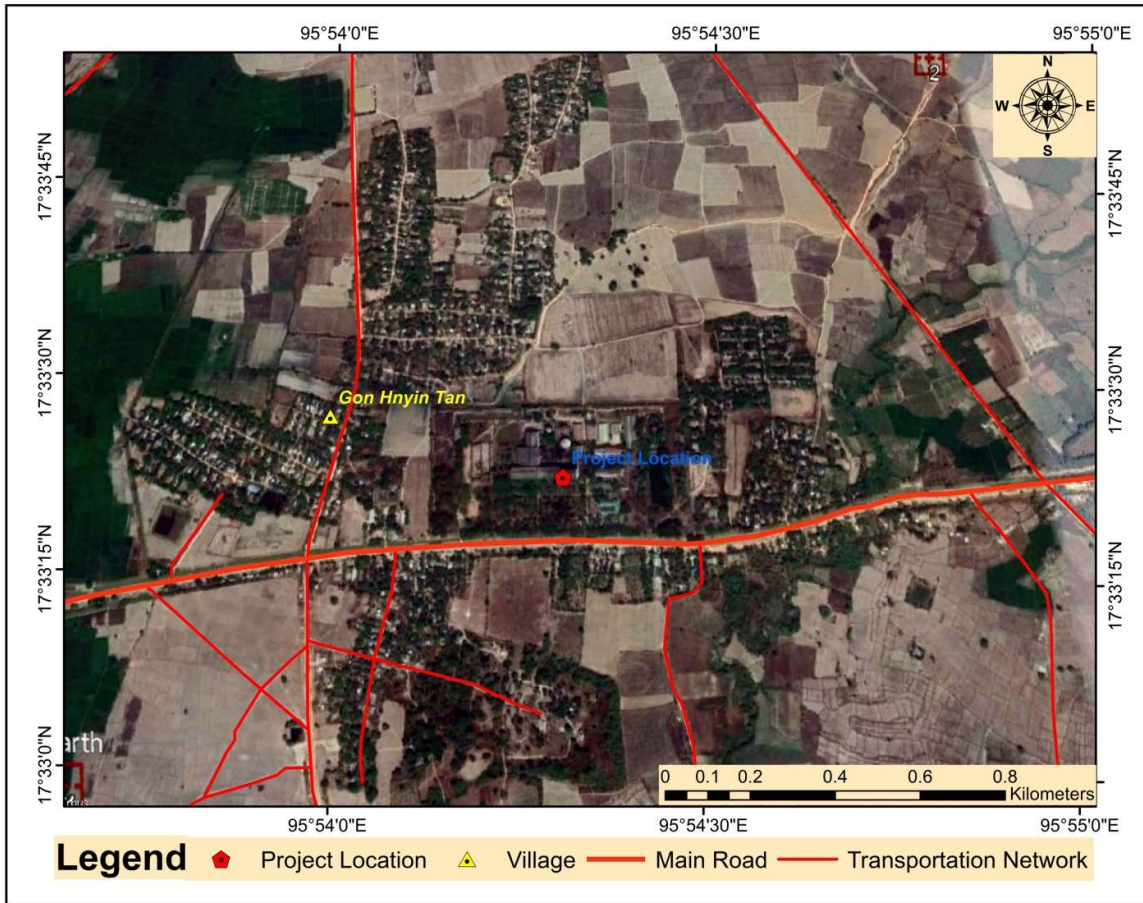 95°54'0"E 95°54'30"E 95°55'0"E
2
N
W E
S
17°33'45"N
17°33'45"N
17°33'30"N
17°33'30"N
Gon Hnyin Tan
Project Location
17°33'15"N
17°33'15"N
17°33'0"N
arth
0 0.1 0.2 0.4 0.6 0.8
Kilometers
95°54'0"E 95°54'30"E 95°55'0"E
Legend Project Location Village Main Road Transportation Network